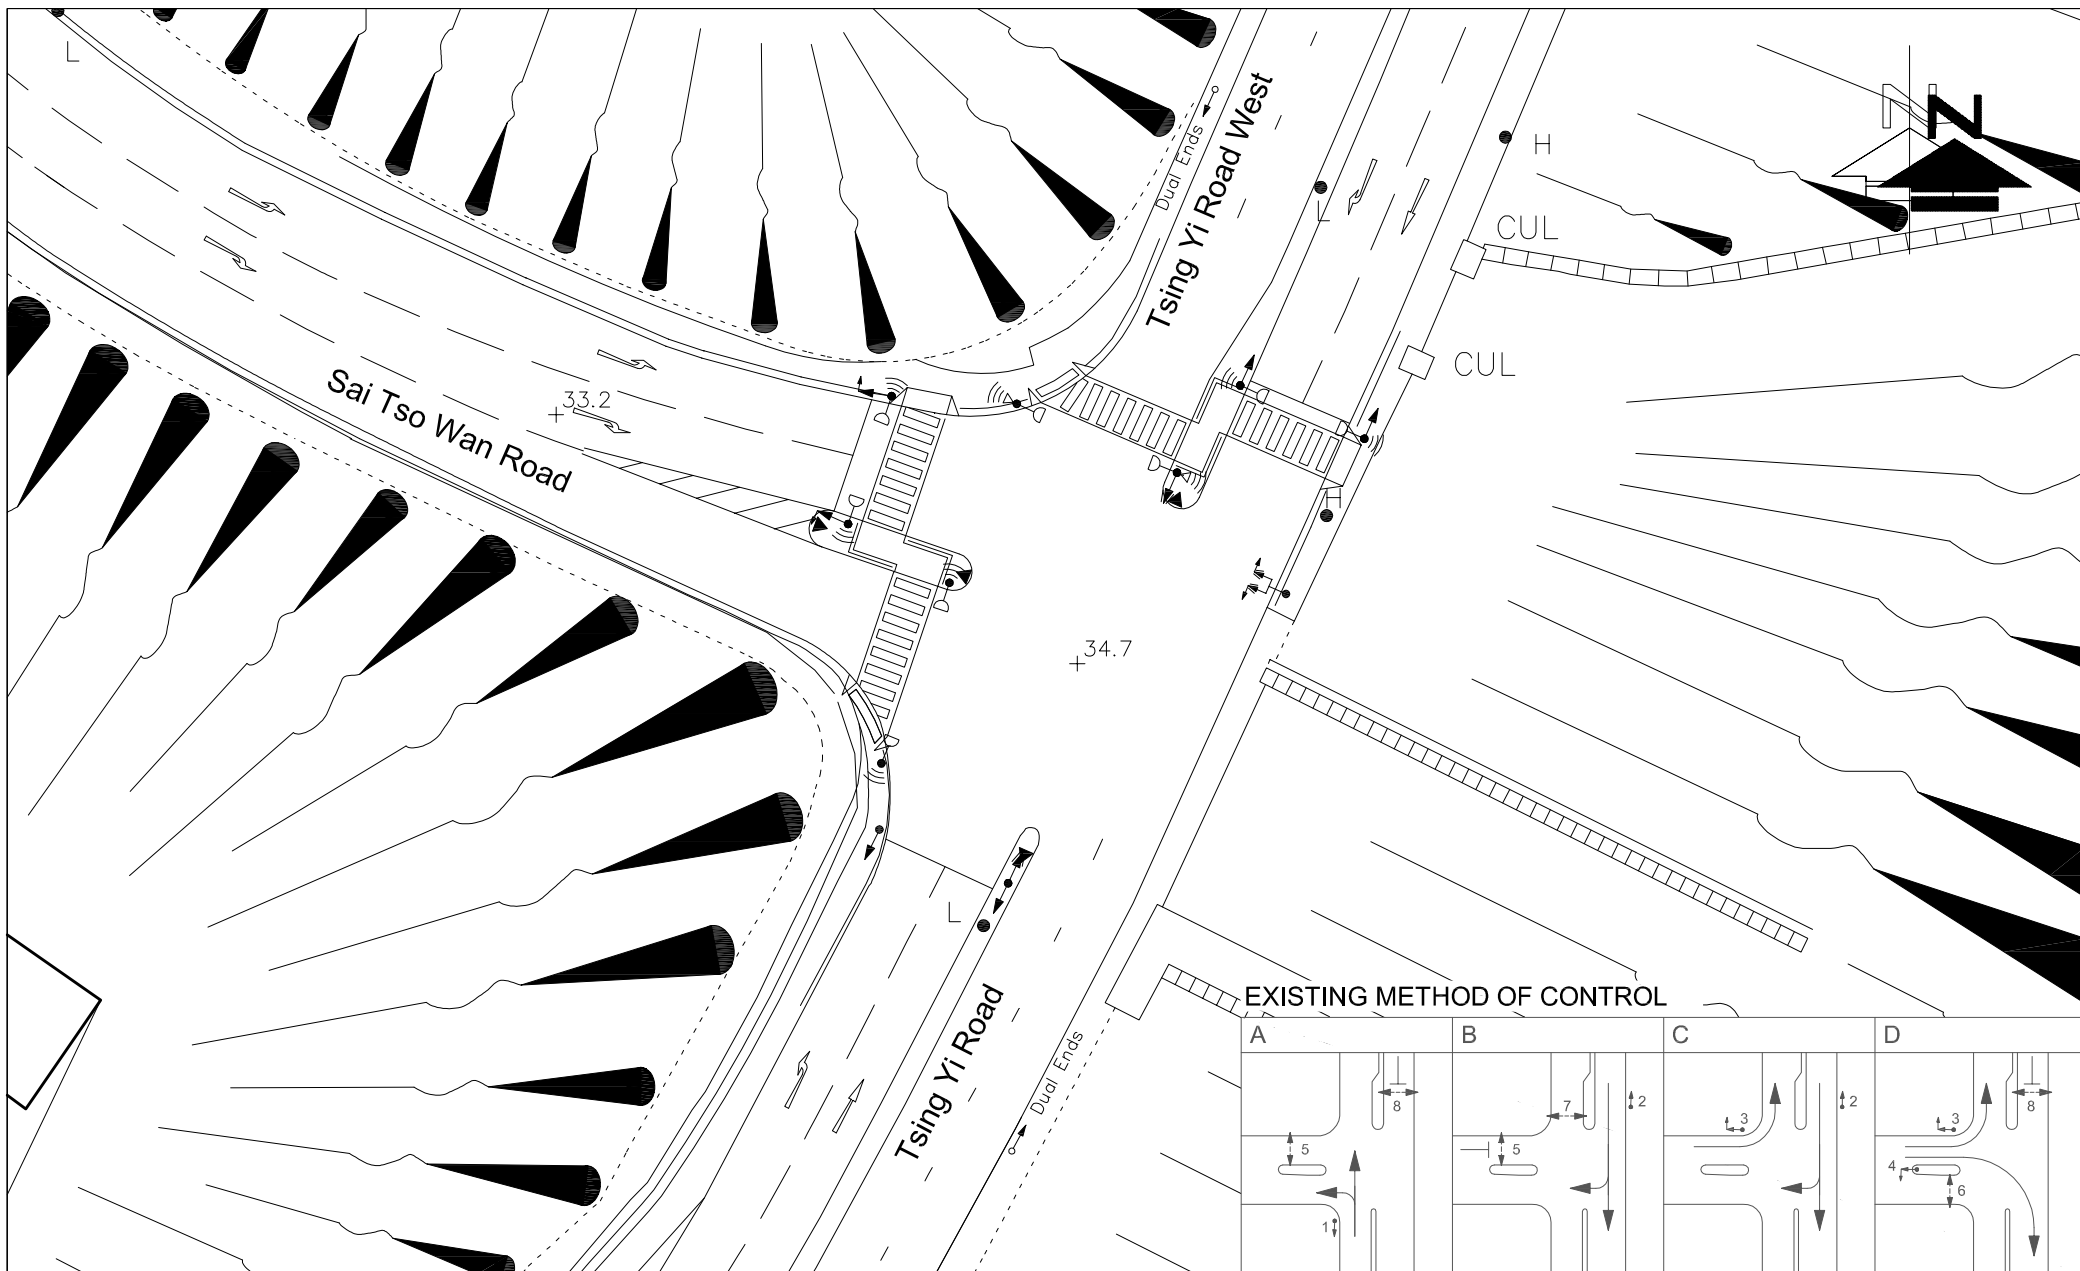 L
N
N
Dual Ends
Tsing Yi Road West
H
L
CUL
CUL
Sai Tso Wan Road
33.2
H
34.7
L
Tsing Yi Road
Dual Ends
EXISTING METHOD OF CONTROL
A
B
C
D
8
5
1
7
2
5
3
2
3
8
4
6